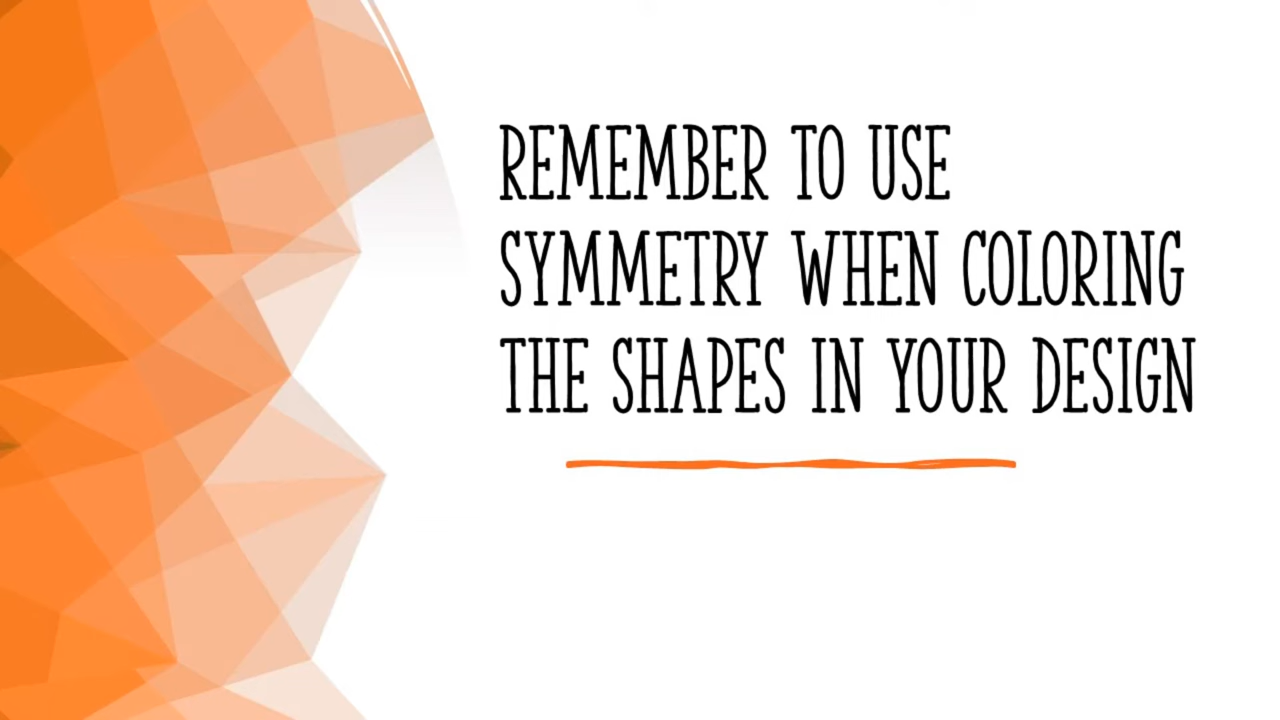 REMEMBER TO USE
SYMMETRY WHEN COLORING
THE SHAPES IN YOUR DESIGN